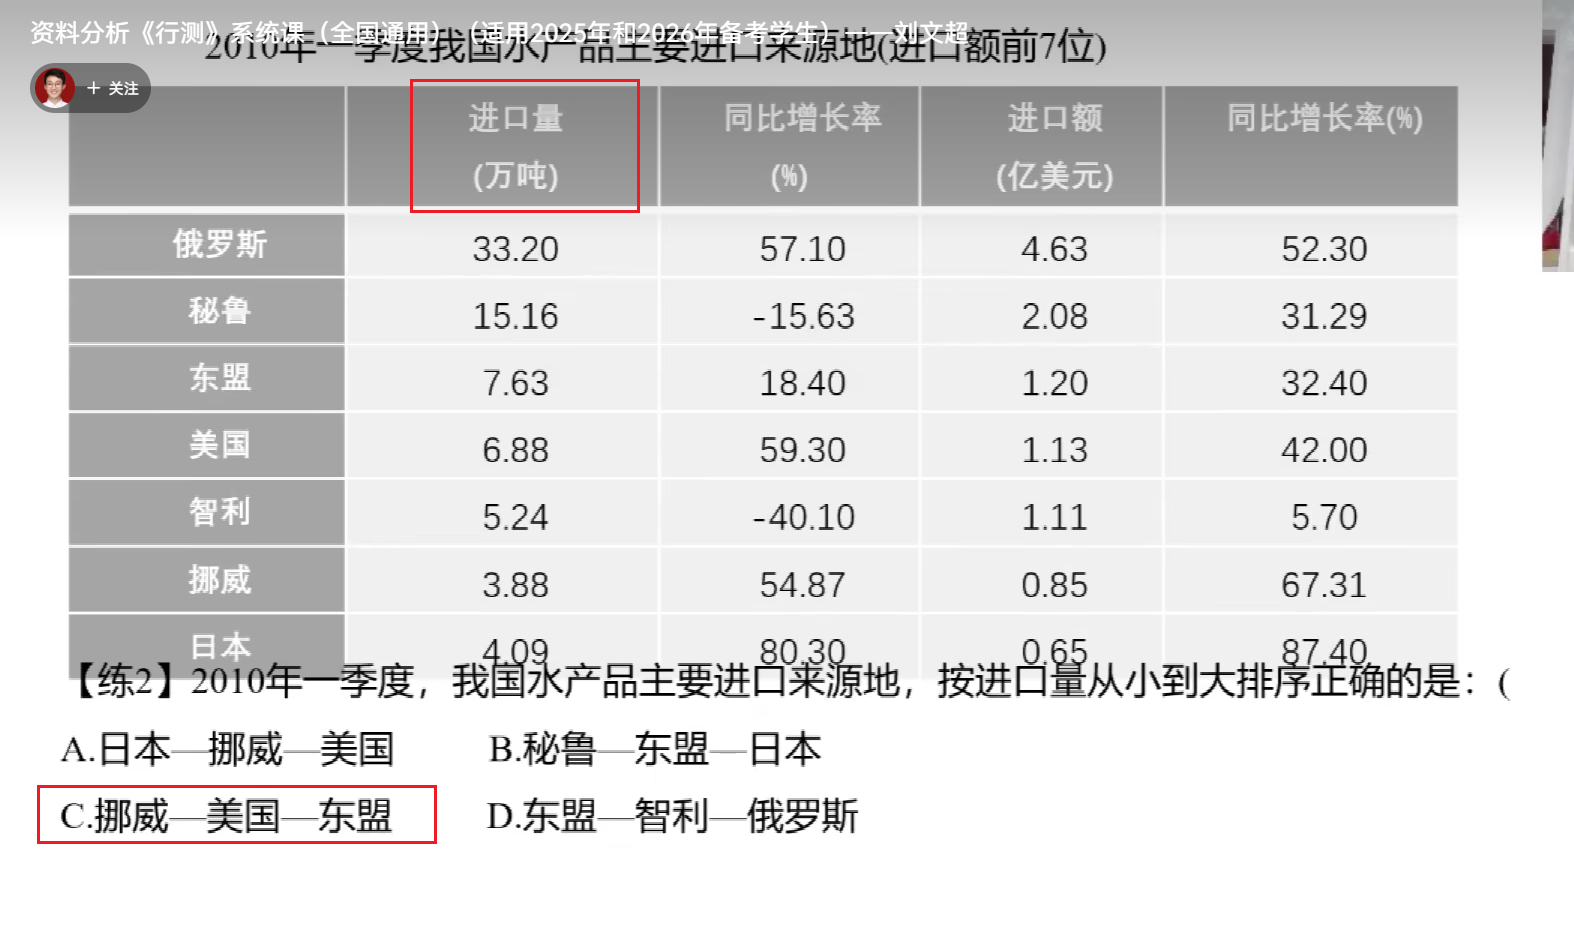 资料分析《行测》系统课（全国通用）（适用2025年和2026年备考学生）——刘文超
2010年一季度我国水产品主要进口来源地(进口额前7位)
+ 关注
进口量 同比增长率 进口额 同比增长率(%)
(万吨) (%) (亿美元)
俄罗斯 33.20 57.10 4.63 52.30
秘鲁 15.16 -15.63 2.08 31.29
东盟 7.63 18.40 1.20 32.40
美国 6.88 59.30 1.13 42.00
智利 5.24 -40.10 1.11 5.70
挪威 3.88 54.87 0.85 67.31
日本 4.09 80.30 0.65 87.40
【练2】2010年一季度，我国水产品主要进口来源地，按进口量从小到大排序正确的是：(
A.日本—挪威—美国 B.秘鲁—东盟—日本
C.挪威—美国—东盟 D.东盟—智利—俄罗斯